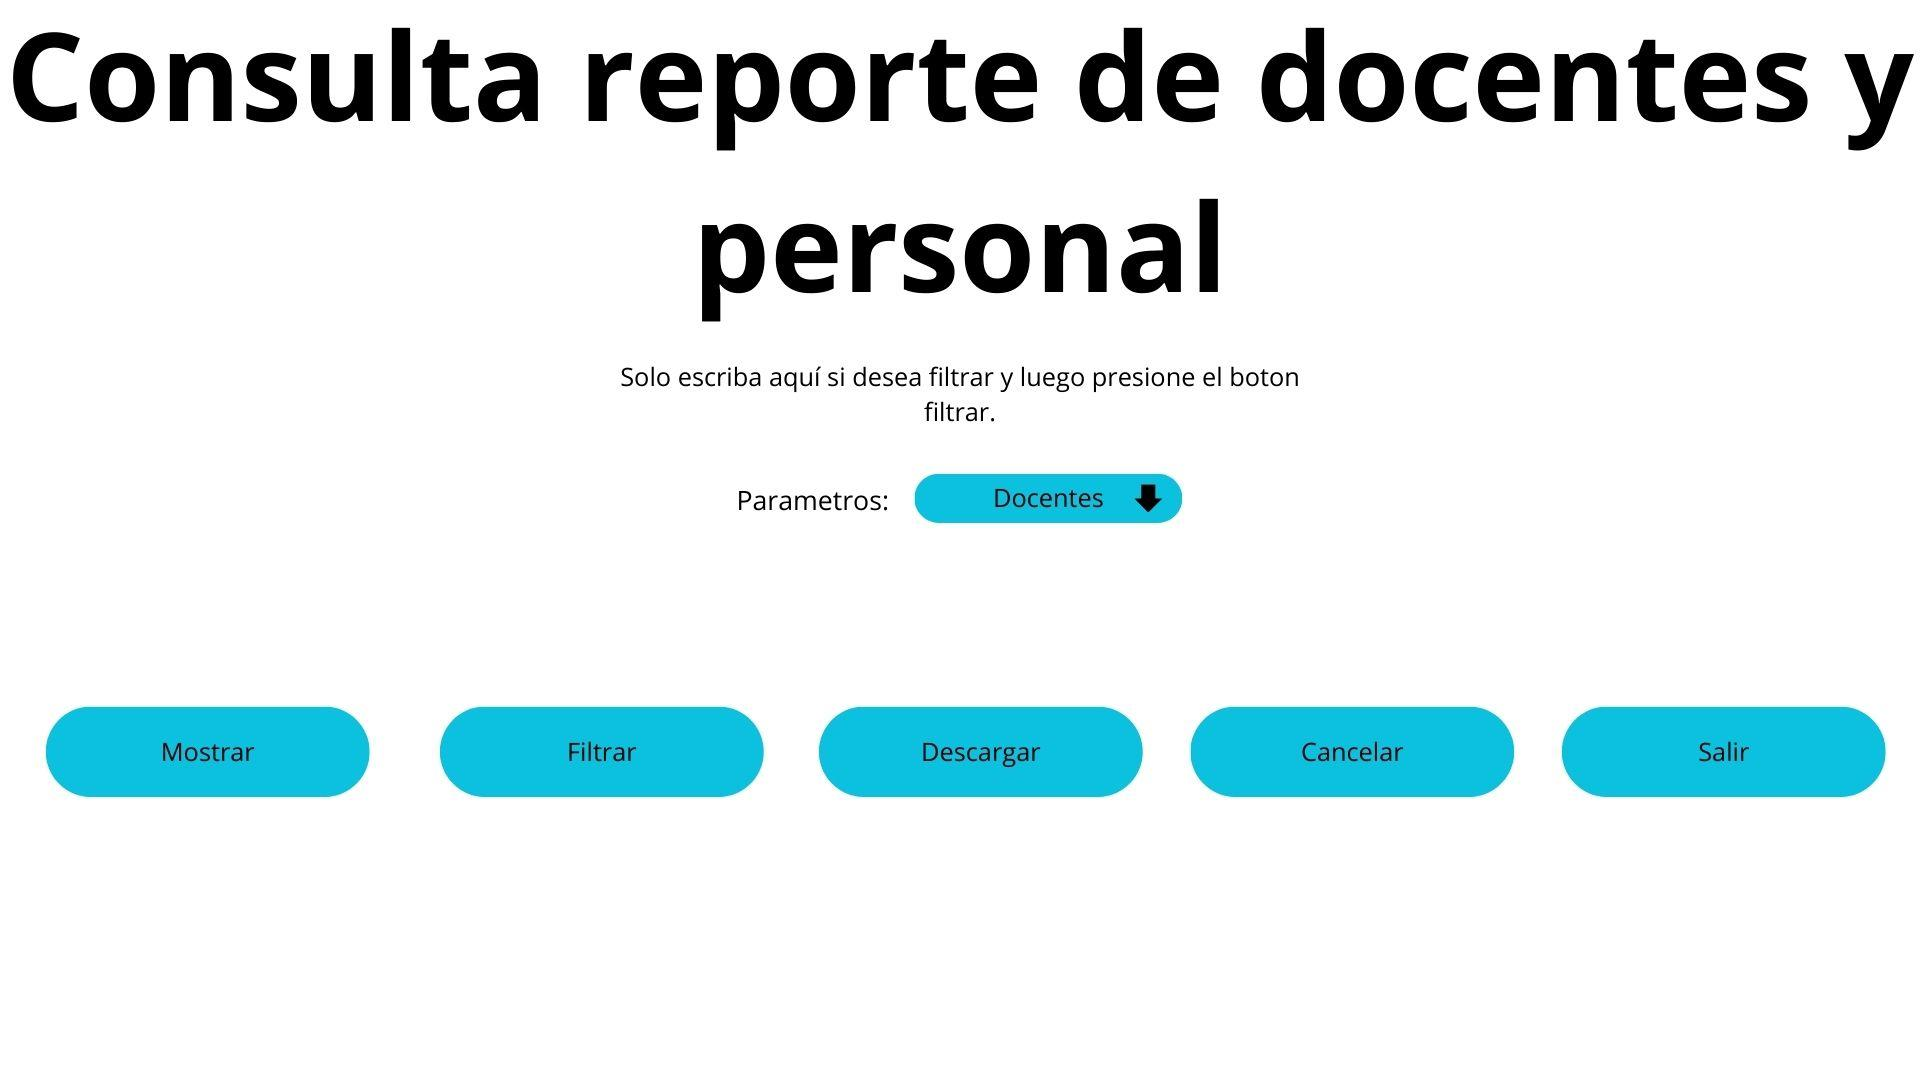 Consulta reporte de docentes y
personal
Solo escriba aquí si desea filtrar y luego presione el boton
filtrar.
Parametros: Docentes
Mostrar Filtrar Descargar Cancelar Salir